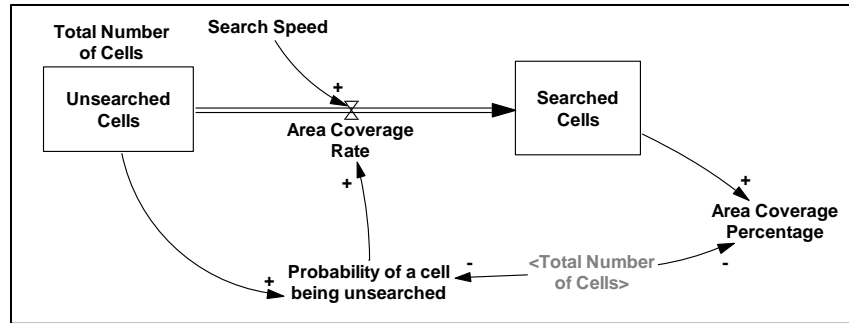 Total Number
of Cells
Search Speed
Unsearched
Cells
+
Searched
Cells
Area Coverage
Rate
+
+
Area Coverage
Percentage
+
Probability of a cell
being unsearched
-
<Total Number
of Cells>
-